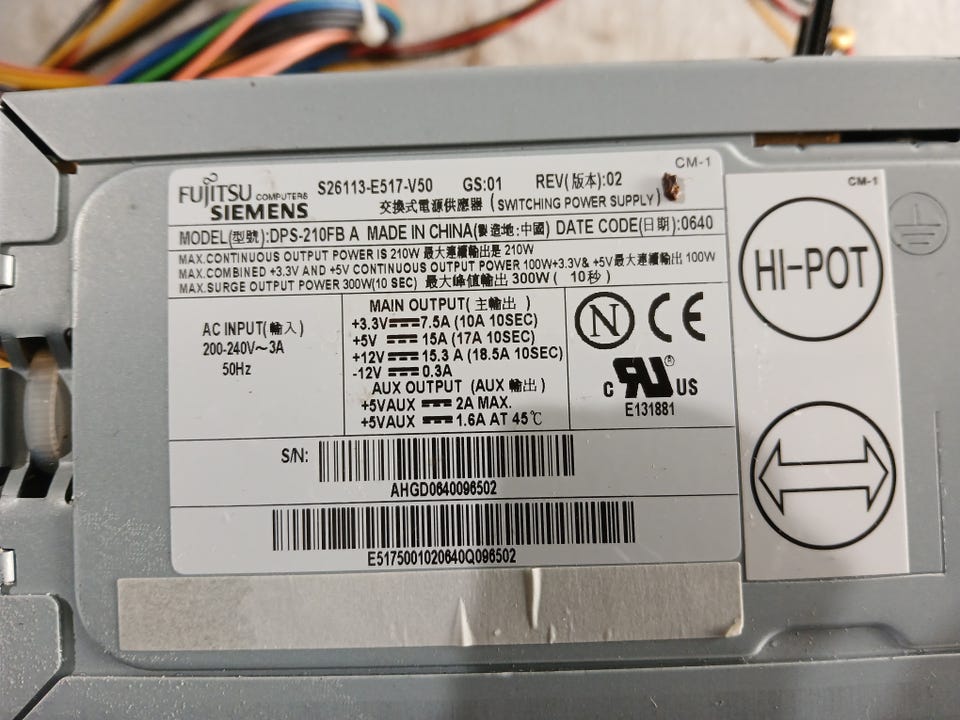 CM-1
FUJITSU COMPUTERS SIEMENS S26113-E517-V50 GS:01 REV(版本):02
交換式電源供應器 ( SWITCHING POWER SUPPLY )
MODEL(型號):DPS-210FB A MADE IN CHINA(製造地:中國) DATE CODE(日期):0640
MAX.CONTINUOUS OUTPUT POWER IS 210W 最大連續輸出是 210W
MAX.COMBINED +3.3V AND +5V CONTINUOUS OUTPUT POWER 100W+3.3V& +5V最大連續輸出 100W
MAX.SURGE OUTPUT POWER 300W(10 SEC) 最大峰值輸出 300W ( 10秒 )
AC INPUT( 輸入 )
200-240V~3A
50Hz
MAIN OUTPUT( 主輸出 )
+3.3V⎓7.5A (10A 10SEC)
+5V ⎓ 15A (17A 10SEC)
+12V⎓15.3 A (18.5A 10SEC)
-12V ⎓ 0.3A
AUX OUTPUT (AUX 輸出 )
+5VAUX ⎓ 2A MAX.
+5VAUX ⎓ 1.6A AT 45℃
N CE
c RU ® US
E131881
S/N:
AHGD0640096502
E5175001020640Q096502
CM-1
HI-POT